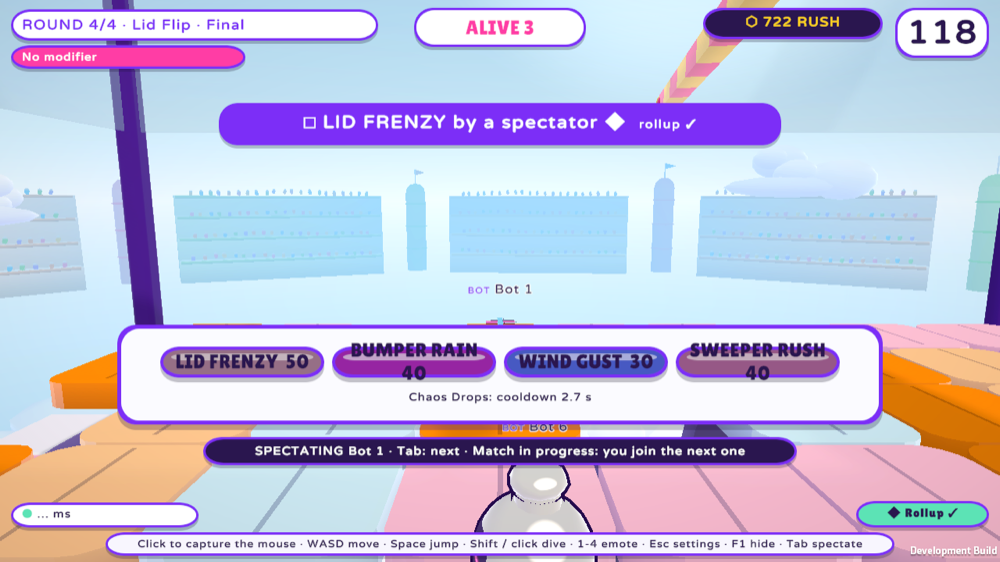 ROUND 4/4 · Lid Flip · Final
ALIVE 3
722 RUSH
118
No modifier
LID FRENZY by a spectator ◆ rollup ✓
BOT Bot 1
LID FRENZY 50
BUMPER RAIN 40
WIND GUST 30
SWEEPER RUSH 40
Chaos Drops: cooldown 2.7 s
BOT Bot 6
SPECTATING Bot 1 · Tab: next · Match in progress: you join the next one
... ms
◆ Rollup ✓
Click to capture the mouse · WASD move · Space jump · Shift / click dive · 1-4 emote · Esc settings · F1 hide · Tab spectate
Development Build